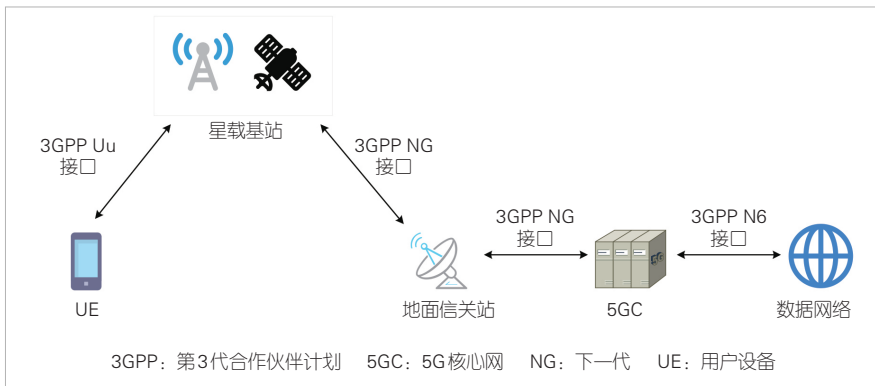 星载基站
3GPP Uu
接口
3GPP NG
接口
3GPP NG
接口
3GPP N6
接口
UE
地面信关站
5GC
数据网络
3GPP：第3代合作伙伴计划 5GC：5G核心网 NG：下一代 UE：用户设备